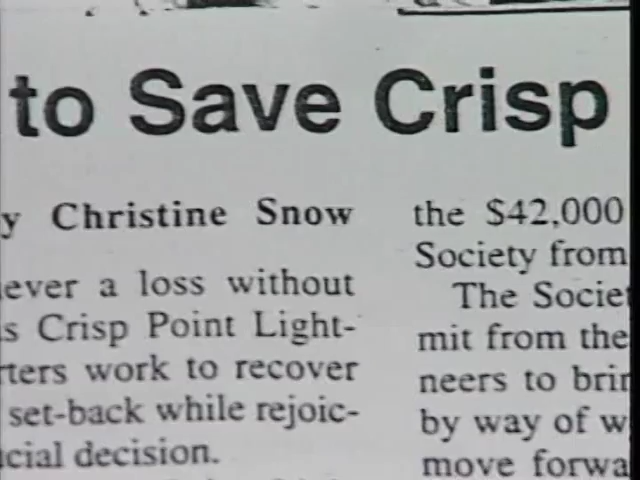 to Save Crisp
y Christine Snow
ever a loss without
s Crisp Point Light-
ters work to recover
set-back while rejoic-
cial decision.
the $42,000
Society from
The Societ
mit from the
neers to brin
by way of w
move forwa